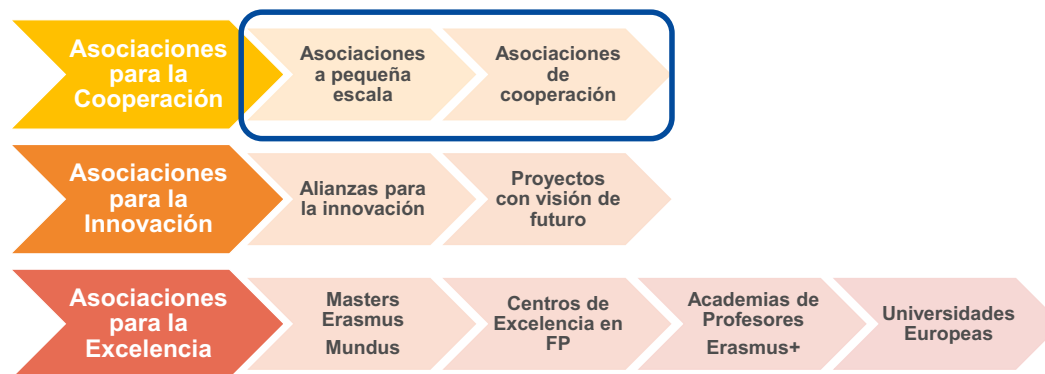 Asociaciones
para la
Cooperación
Asociaciones
a pequeña
escala
Asociaciones
de
cooperación
Asociaciones
para la
Innovación
Alianzas para
la innovación
Proyectos
con visión de
futuro
Asociaciones
para la
Excelencia
Masters
Erasmus
Mundus
Centros de
Excelencia en
FP
Academias de
Profesores
Erasmus+
Universidades
Europeas